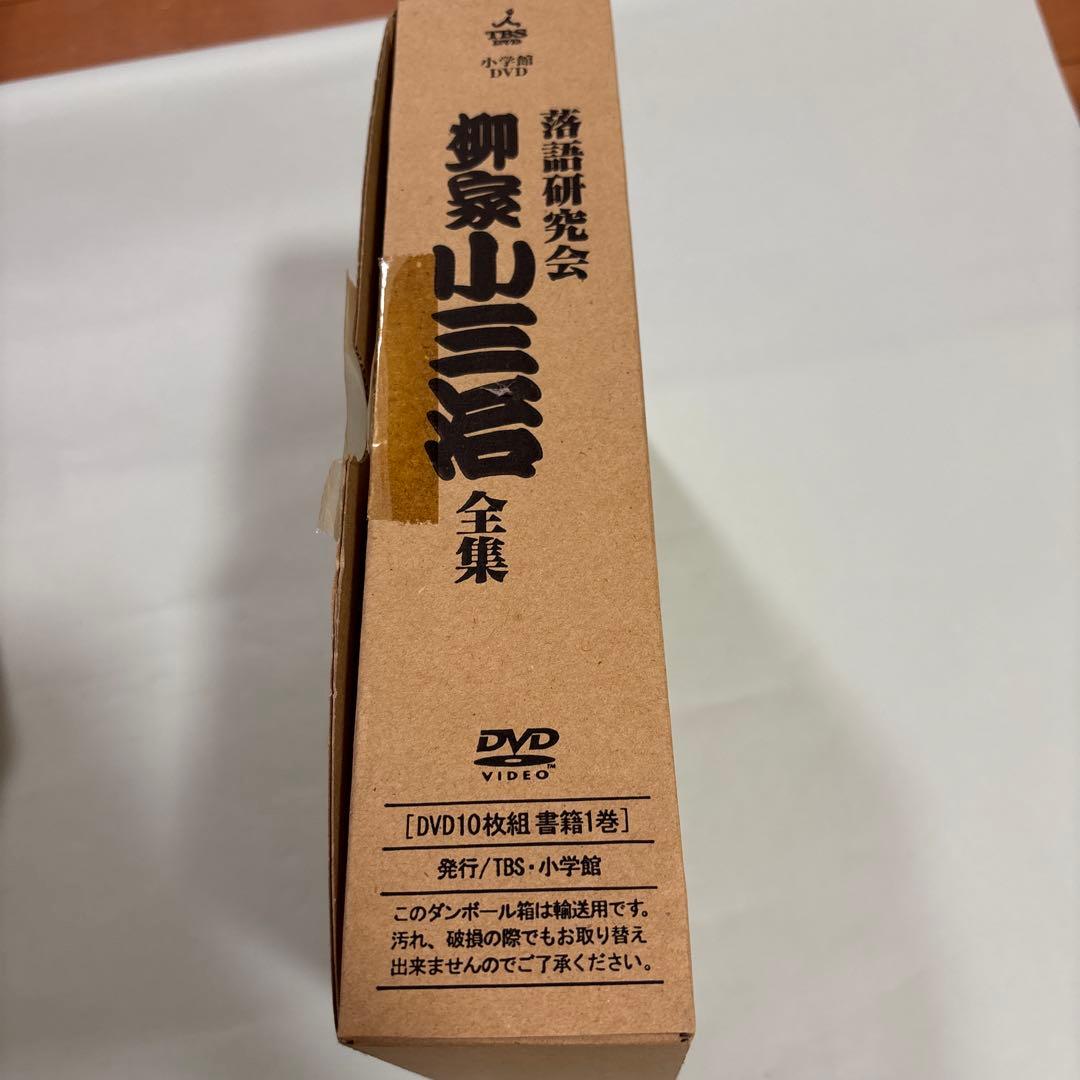 TBS
DVD
小学館
DVD
落語研究会
柳家小三治
全集
DVD
VIDEO
TM
[DVD10枚組 書籍1巻]
発行/TBS・小学館
このダンボール箱は輸送用です。
汚れ、破損の際でもお取り替え
出来ませんのでご了承ください。